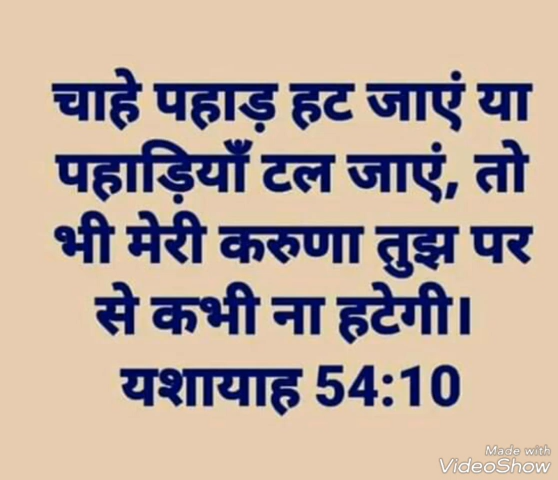 चाहे पहाड़ हट जाएं या
पहाड़ियाँ टल जाएं, तो
भी मेरी करुणा तुझ पर
से कभी ना हटेगी।
यशायाह 54:10
Made with
VideoShow